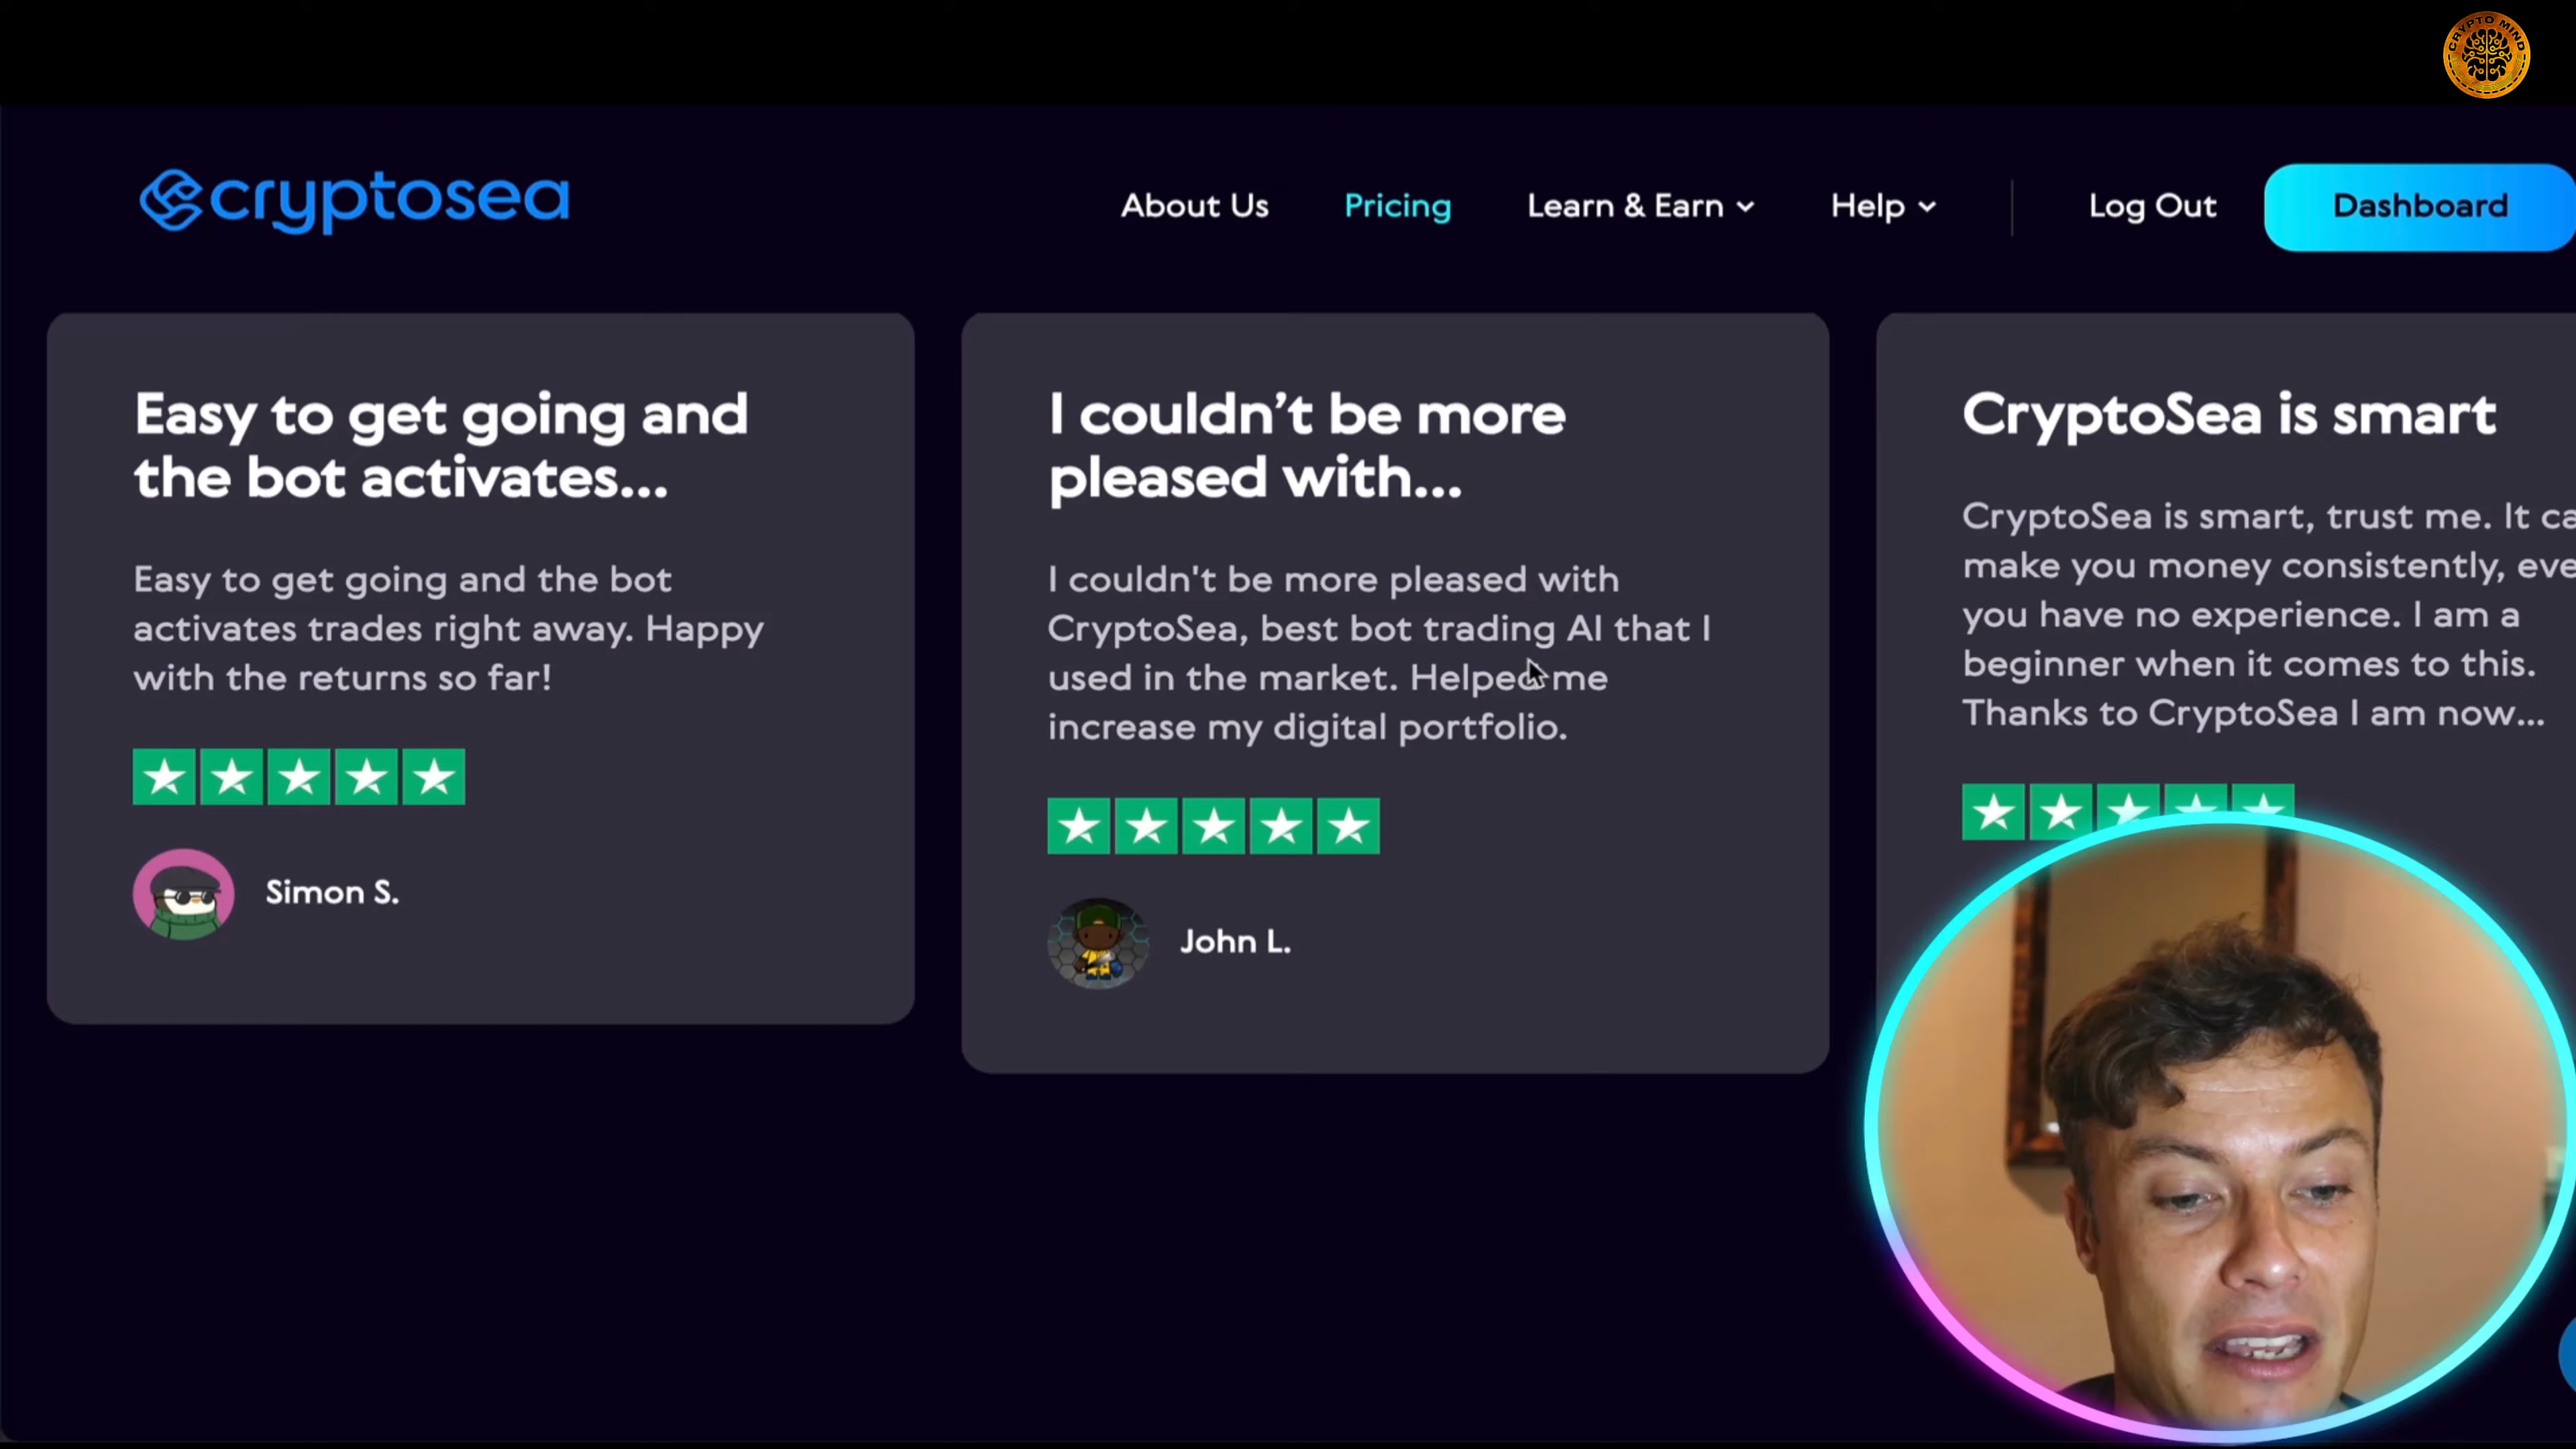 CRYPTO MIND
cryptosea
About Us
Pricing
Learn & Earn
Help
Log Out
Dashboard
Easy to get going and
the bot activates...
Easy to get going and the bot
activates trades right away. Happy
with the returns so far!
Simon S.
I couldn’t be more
pleased with...
I couldn't be more pleased with
CryptoSea, best bot trading AI that I
used in the market. Helped me
increase my digital portfolio.
John L.
CryptoSea is smart
CryptoSea is smart, trust me. It
make you money consistently,
you have no experience. I am a
beginner when it comes to this.
Thanks to CryptoSea I am now...